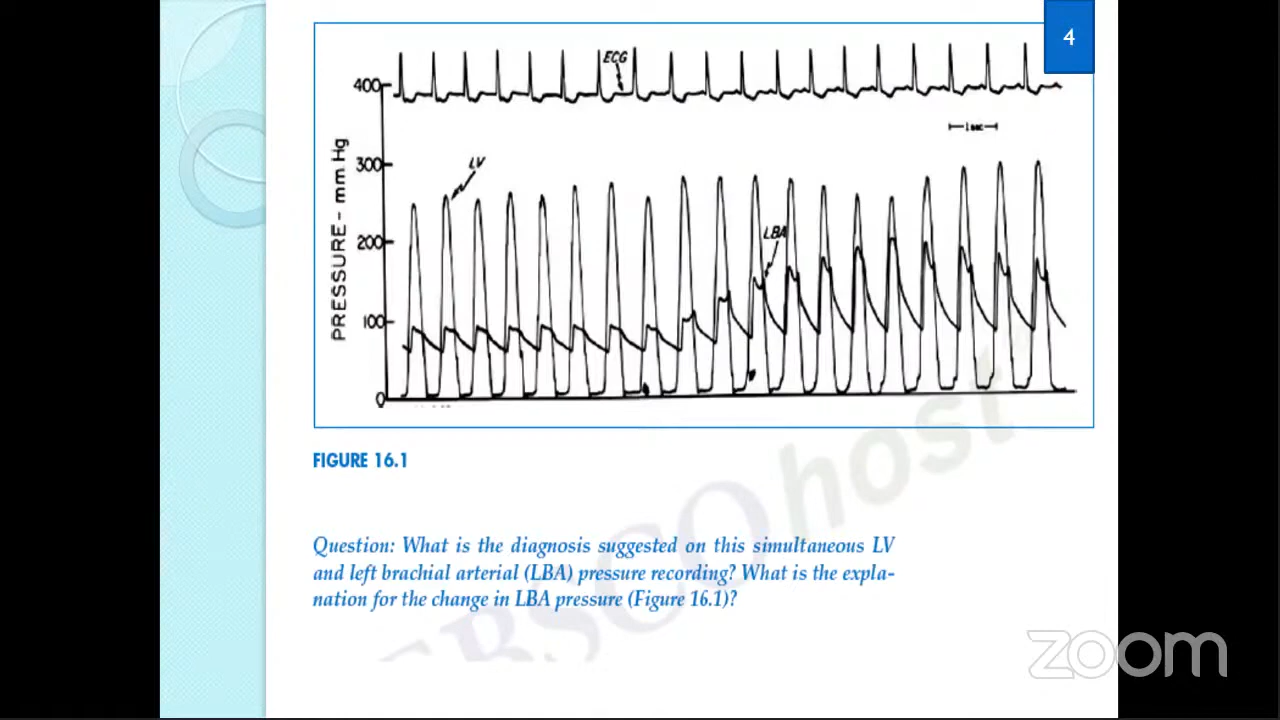 4
ECG
400
1 sec
300
LV
200
LBA
100
0
PRESSURE - mm Hg
FIGURE 16.1
Question: What is the diagnosis suggested on this simultaneous LV
and left brachial arterial (LBA) pressure recording? What is the expla-
nation for the change in LBA pressure (Figure 16.1)?
host
zoom